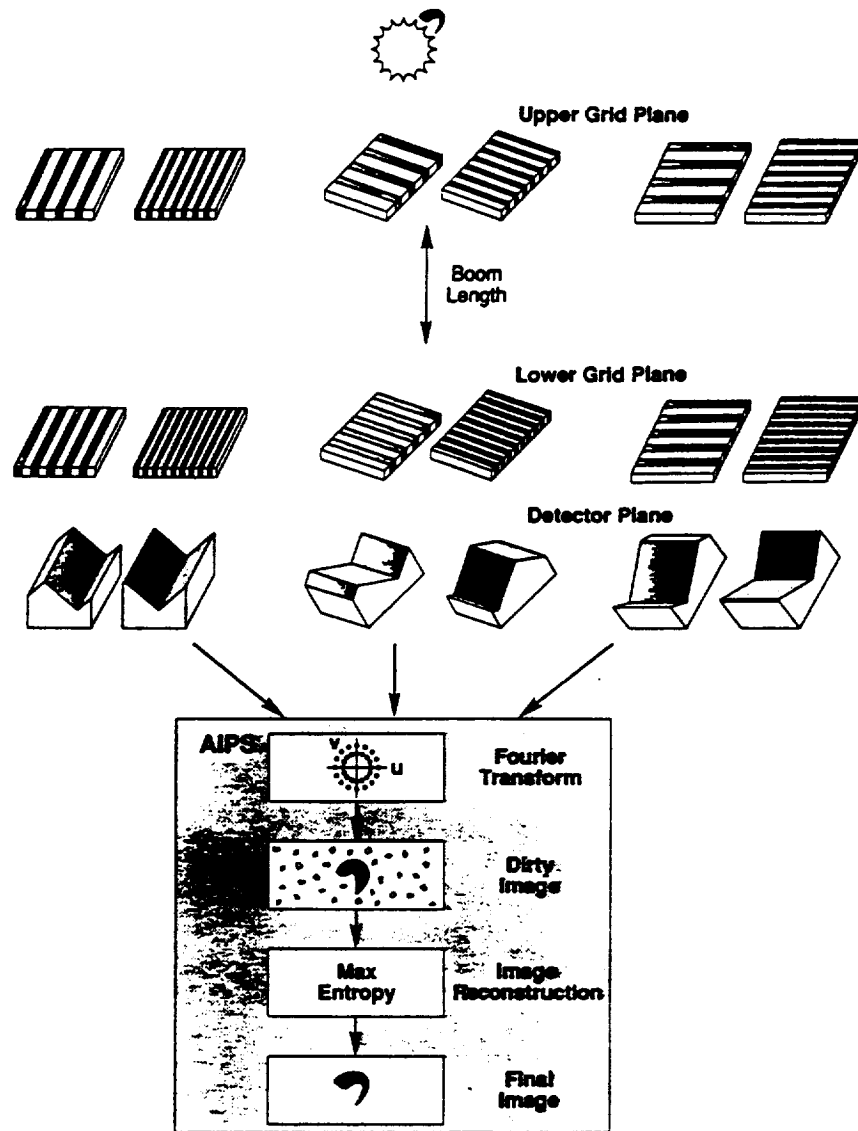 Upper Grid Plane
Boom
Length
Lower Grid Plane
Detector Plane
AIPS
v
u
Fourier
Transform
Dirty
Image
Max
Entropy
Image
Reconstruction
Final
Image